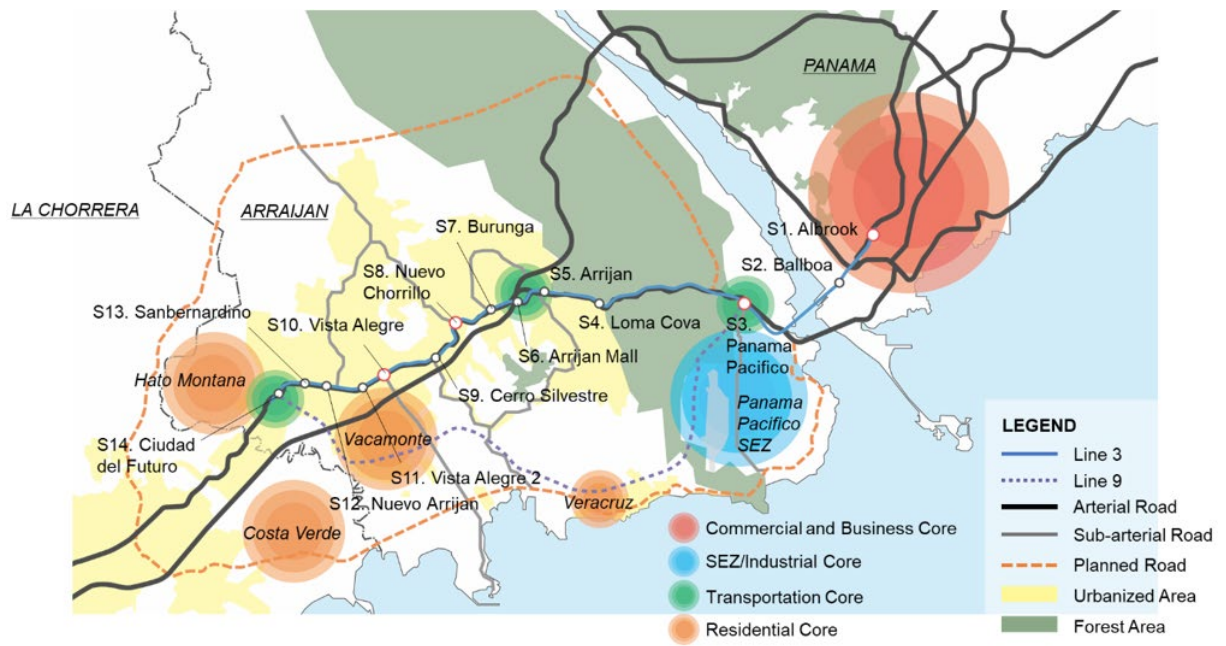 PANAMA
LA CHORRERA
ARRAIJAN
S7. Burunga
S1. Albrook
S2. Ballboa
S8. Nuevo
Chorrillo
S5. Arrijan
S13. Sanbernardino
S10. Vista Alegre
S4. Loma Cova
S3.
Panama
Pacifico
S6. Arrijan Mall
Hato Montana
S9. Cerro Silvestre
Panama
Pacifico
SEZ
S14. Ciudad
del Futuro
Vacamonte
S11. Vista Alegre 2
S12. Nuevo Arrijan
Veracruz
Costa Verde
Commercial and Business Core
SEZ/Industrial Core
Transportation Core
Residential Core
LEGEND
Line 3
Line 9
Arterial Road
Sub-arterial Road
Planned Road
Urbanized Area
Forest Area